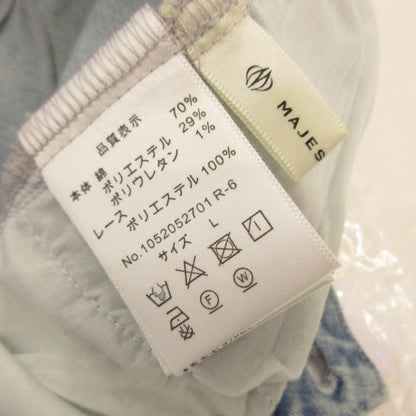 品質表示
本体 綿 70%
ポリエステル 29%
ポリウレタン 1%
レース ポリエステル 100%
No.1052052701 R-6
サイズ L
F
W
MAJES